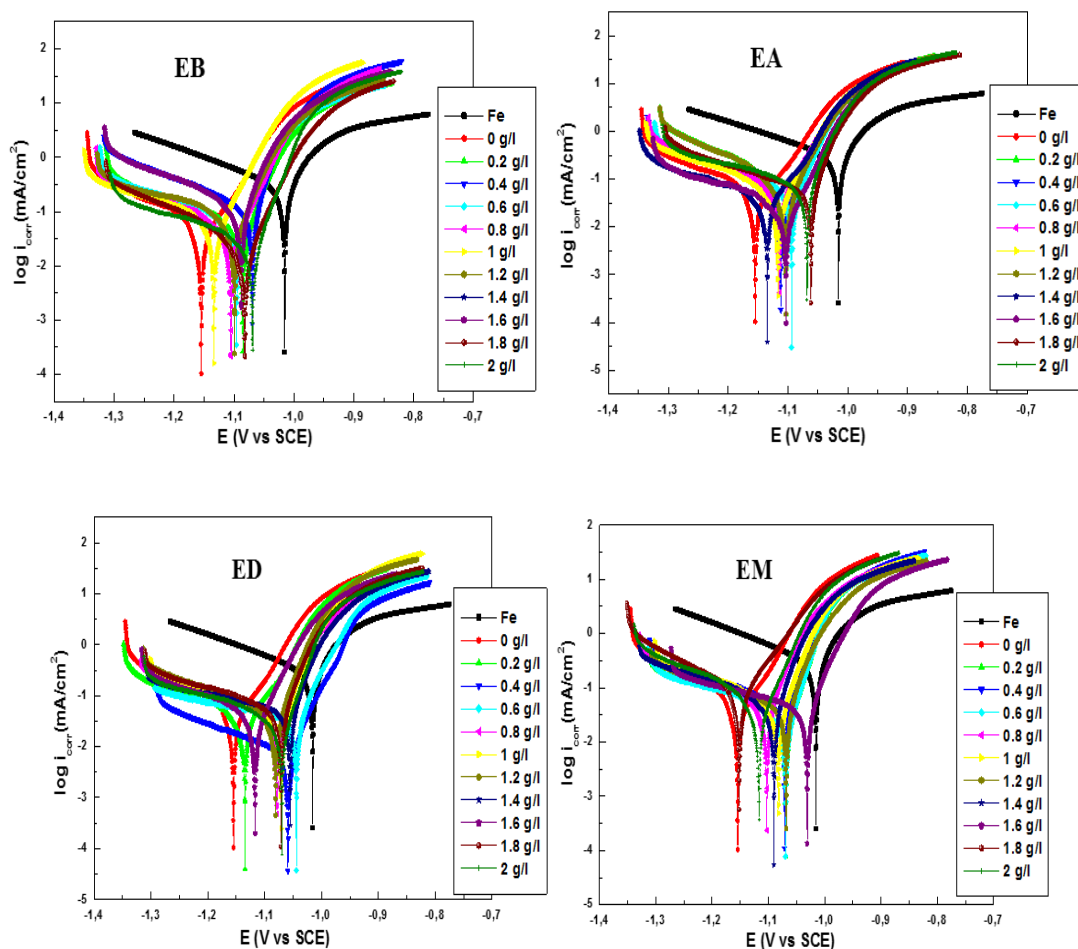 EB
log i_corr (mA/cm²)
2
1
0
-1
-2
-3
-4
-1,4 -1,3 -1,2 -1,1 -1,0 -0,9 -0,8 -0,7
E (V vs SCE)
Fe
0 g/l
0.2 g/l
0.4 g/l
0.6 g/l
0.8 g/l
1 g/l
1.2 g/l
1.4 g/l
1.6 g/l
1.8 g/l
2 g/l
EA
log i_corr (mA/cm²)
2
1
0
-1
-2
-3
-4
-5
-1,4 -1,3 -1,2 -1,1 -1,0 -0,9 -0,8 -0,7
E (V vs SCE)
Fe
0 g/l
0.2 g/l
0.4 g/l
0.6 g/l
0.8 g/l
1 g/l
1.2 g/l
1.4 g/l
1.6 g/l
1.8 g/l
2 g/l
ED
log i_corr (mA/cm²)
2
1
0
-1
-2
-3
-4
-5
-1,4 -1,3 -1,2 -1,1 -1,0 -0,9 -0,8 -0,7
E (V vs SCE)
Fe
0 g/l
0.2 g/l
0.4 g/l
0.6 g/l
0.8 g/l
1 g/l
1.2 g/l
1.4 g/l
1.6 g/l
1.8 g/l
2 g/l
EM
log i_corr (mA/cm²)
2
1
0
-1
-2
-3
-4
-5
-1,4 -1,3 -1,2 -1,1 -1,0 -0,9 -0,8 -0,7
E (V vs SCE)
Fe
0 g/l
0.2 g/l
0.4 g/l
0.6 g/l
0.8 g/l
1 g/l
1.2 g/l
1.4 g/l
1.6 g/l
1.8 g/l
2 g/l